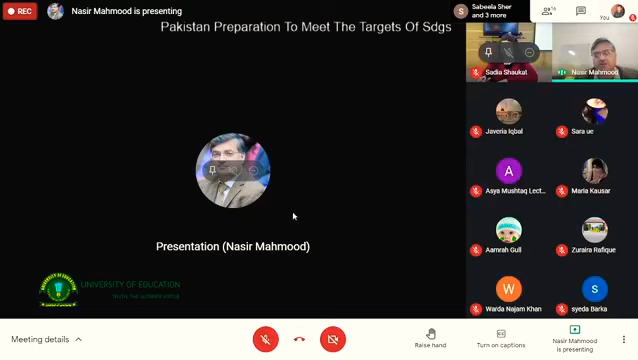 REC
Nasir Mahmood is presenting
Pakistan Preparation To Meet The Targets Of Sdgs
S
Sabeela Sher
and 3 more
16
You
Sadia Shaukat
Nasir Mahmood
Javeria Iqbal
Sara ue
A
Asya Mushtaq Lect...
Maria Kausar
Aamrah Gull
Zuraira Rafique
W
S
Warda Najam Khan
syeda Barka
Presentation (Nasir Mahmood)
UNIVERSITY OF EDUCATION
Meeting details
Raise hand
CC
Turn on captions
Nasir Mahmood
is presenting